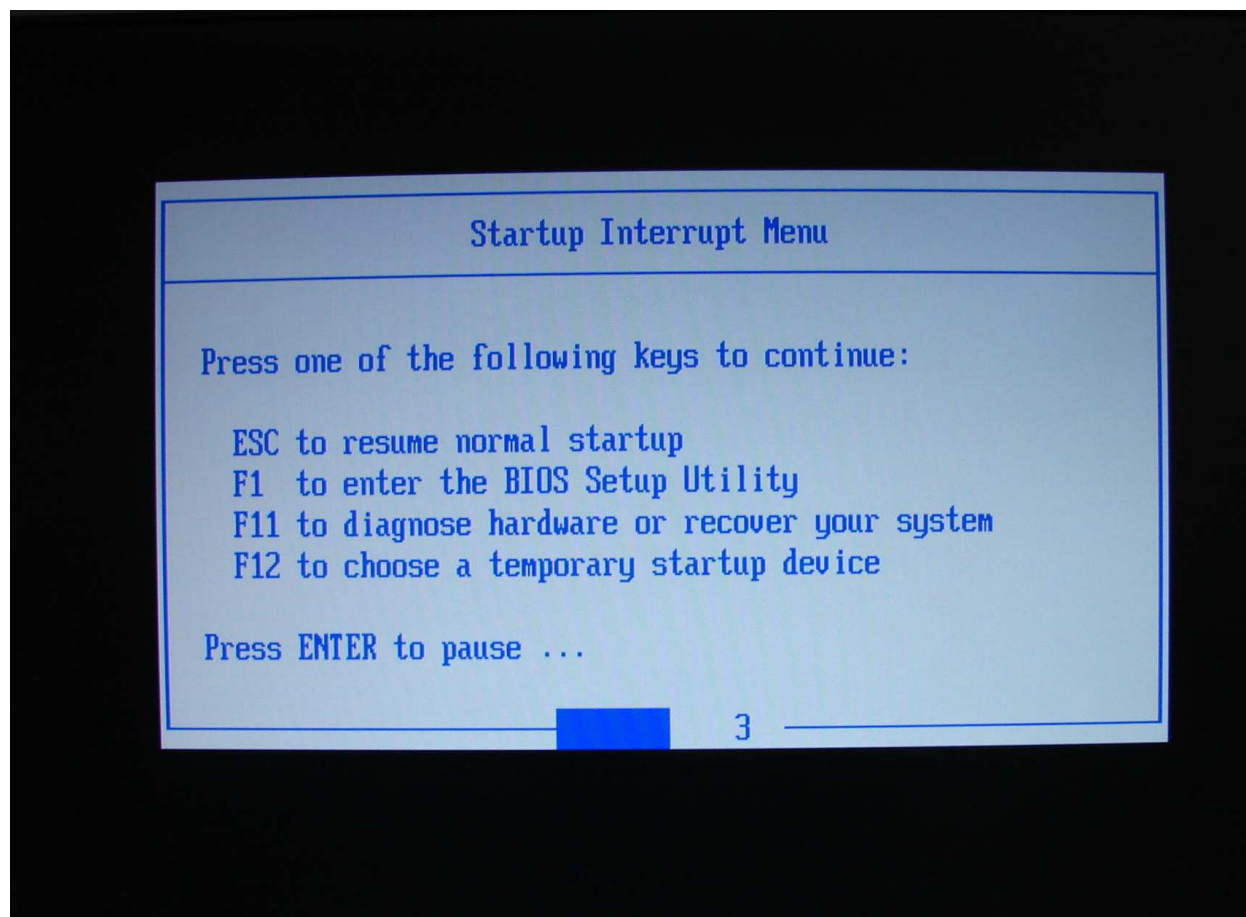 Startup Interrupt Menu
Press one of the following keys to continue:
ESC to resume normal startup
F1 to enter the BIOS Setup Utility
F11 to diagnose hardware or recover your system
F12 to choose a temporary startup device
Press ENTER to pause ...
3